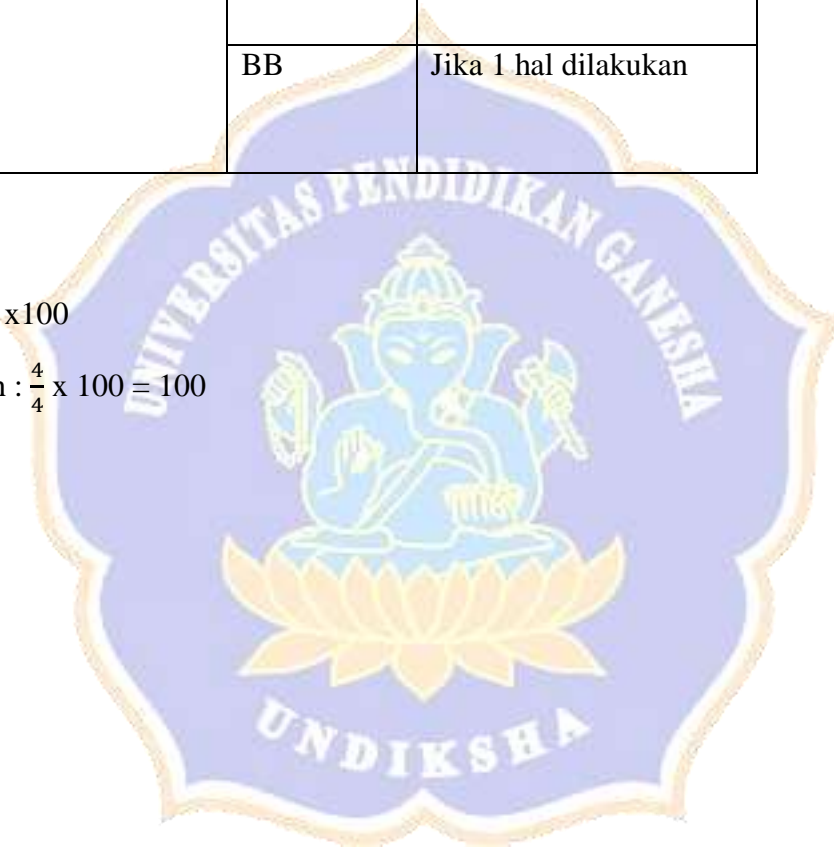 BB Jika 1 hal dilakukan
UNIVERSITAS PENDIDIKAN GANESHA
x100
: 4/4 x 100 = 100
UNDIKSHA